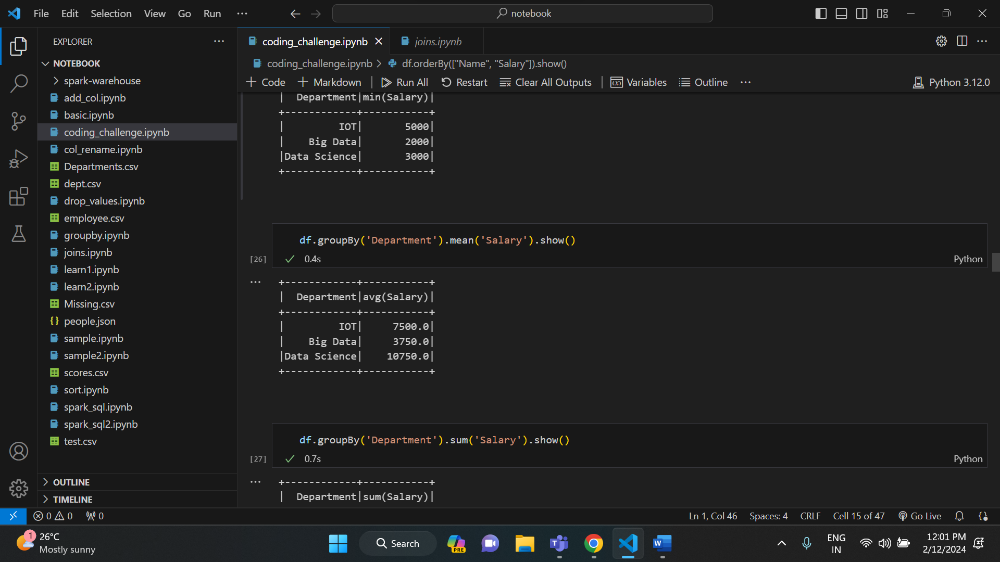 File Edit Selection View Go Run ··· notebook
EXPLORER ···
NOTEBOOK
spark-warehouse
add_col.ipynb
basic.ipynb
coding_challenge.ipynb
col_rename.ipynb
Departments.csv
dept.csv
drop_values.ipynb
employee.csv
groupby.ipynb
joins.ipynb
learn1.ipynb
learn2.ipynb
Missing.csv
people.json
sample.ipynb
sample2.ipynb
scores.csv
sort.ipynb
spark_sql.ipynb
spark_sql2.ipynb
test.csv
OUTLINE
TIMELINE
coding_challenge.ipynb joins.ipynb
coding_challenge.ipynb > df.orderBy(["Name", "Salary"]).show()
+ Code + Markdown | Run All Restart Clear All Outputs | Variables Outline ··· Python 3.12.0
|  Department|min(Salary)|
+------------+-----------+
|         IOT|       5000|
|    Big Data|       2000|
|Data Science|       3000|
+------------+-----------+
df.groupBy('Department').mean('Salary').show()
[26] 0.4s Python
+------------+-----------+
|  Department|avg(Salary)|
+------------+-----------+
|         IOT|     7500.0|
|    Big Data|     3750.0|
|Data Science|    10750.0|
+------------+-----------+
df.groupBy('Department').sum('Salary').show()
[27] 0.7s Python
+------------+-----------+
|  Department|sum(Salary)|
0 0 0 Ln 1, Col 46 Spaces: 4 CRLF Cell 15 of 47 Go Live
1 26°C
Mostly sunny
Search
PRE
T
W
ENG
IN
12:01 PM
2/12/2024